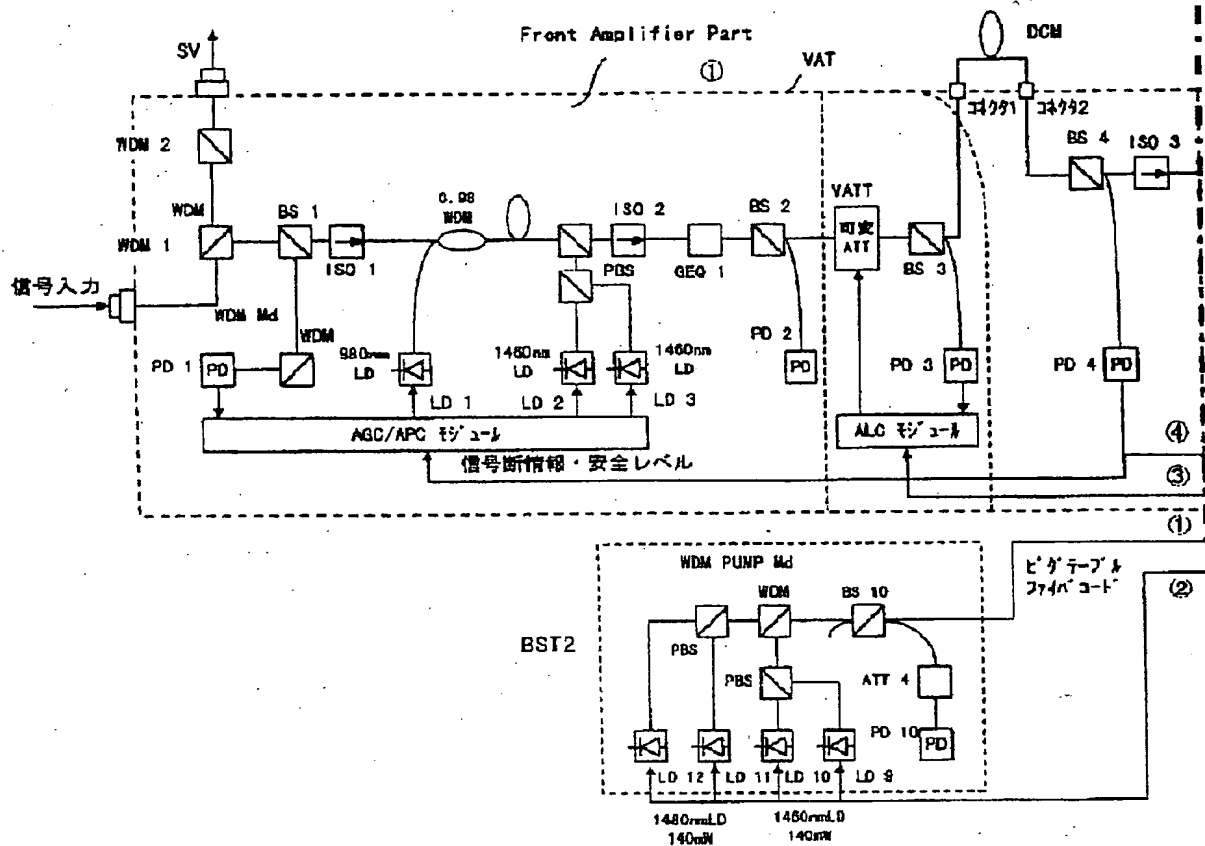 Front Amplifier Part
①
VAT
DCM
SV
コネクタ1
コネクタ2
WDM 2
BS 4
ISO 3
WDM
BS 1
0.98
WDM
ISO 2
BS 2
VATT
可変
ATT
WDM 1
ISO 1
PBS
GEQ 1
BS 3
信号入力
WDM Md
WDM
PD 2
PD 1
PD
980nm
LD
1460nm
LD
1460nm
LD
PD
PD 3
PD
PD 4
PD
LD 1
LD 2
LD 3
AGC/APC モジュール
ALC モジュール
④
信号断情報・安全レベル
③
①
WDM PUMP Md
ピグテーブル
ファイバコード
②
WDM
BS 10
BST2
PBS
PBS
ATT 4
PD 10
PD
LD 12
LD 11
LD 10
LD 9
1480nmLD
140mW
1460nmLD
140mW